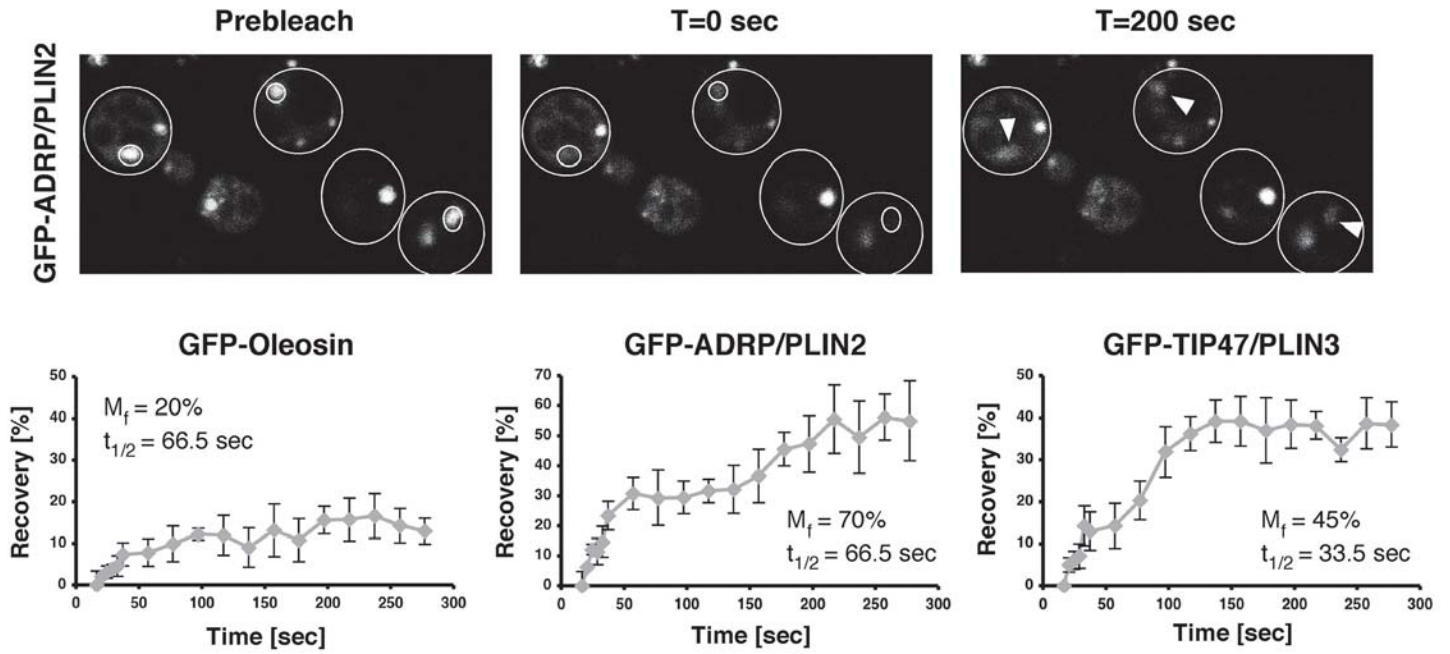 Prebleach
T=0 sec
T=200 sec
GFP-ADRP/PLIN2
GFP-Oleosin
GFP-ADRP/PLIN2
GFP-TIP47/PLIN3
Recovery [%]
50
40
30
20
10
0
M_f = 20%
t_1/2 = 66.5 sec
0 50 100 150 200 250 300
Time [sec]
Recovery [%]
70
60
50
40
30
20
10
0
M_f = 70%
t_1/2 = 66.5 sec
0 50 100 150 200 250 300
Time [sec]
Recovery [%]
50
40
30
20
10
0
M_f = 45%
t_1/2 = 33.5 sec
0 50 100 150 200 250 300
Time [sec]